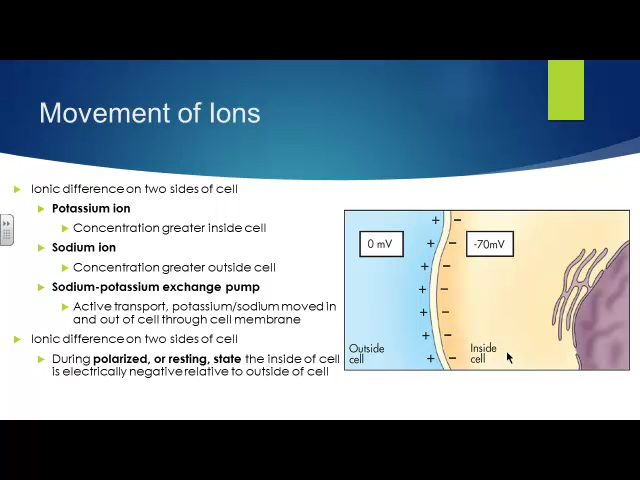 Movement of Ions
Ionic difference on two sides of cell
Potassium ion
Concentration greater inside cell
Sodium ion
Concentration greater outside cell
Sodium-potassium exchange pump
Active transport, potassium/sodium moved in
and out of cell through cell membrane
Ionic difference on two sides of cell
During polarized, or resting, state the inside of cell
is electrically negative relative to outside of cell
0 mV
-70mV
Outside
cell
Inside
cell